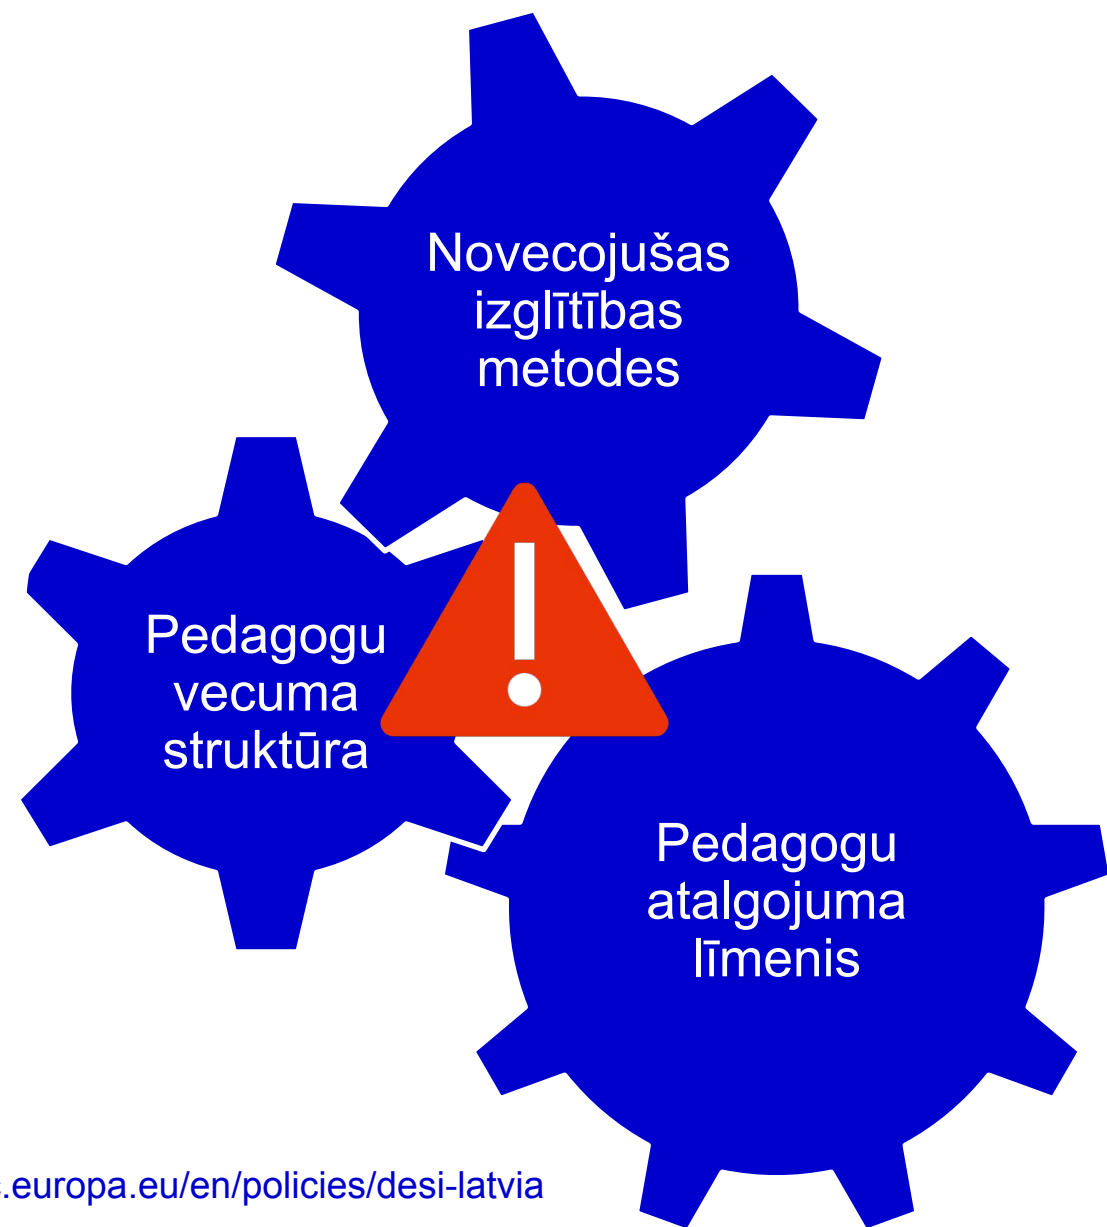 Novecojušas
izglītības
metodes
Pedagogu
vecuma
struktūra
Pedagogu
atalgojuma
līmenis
.europa.eu/en/policies/desi-latvia